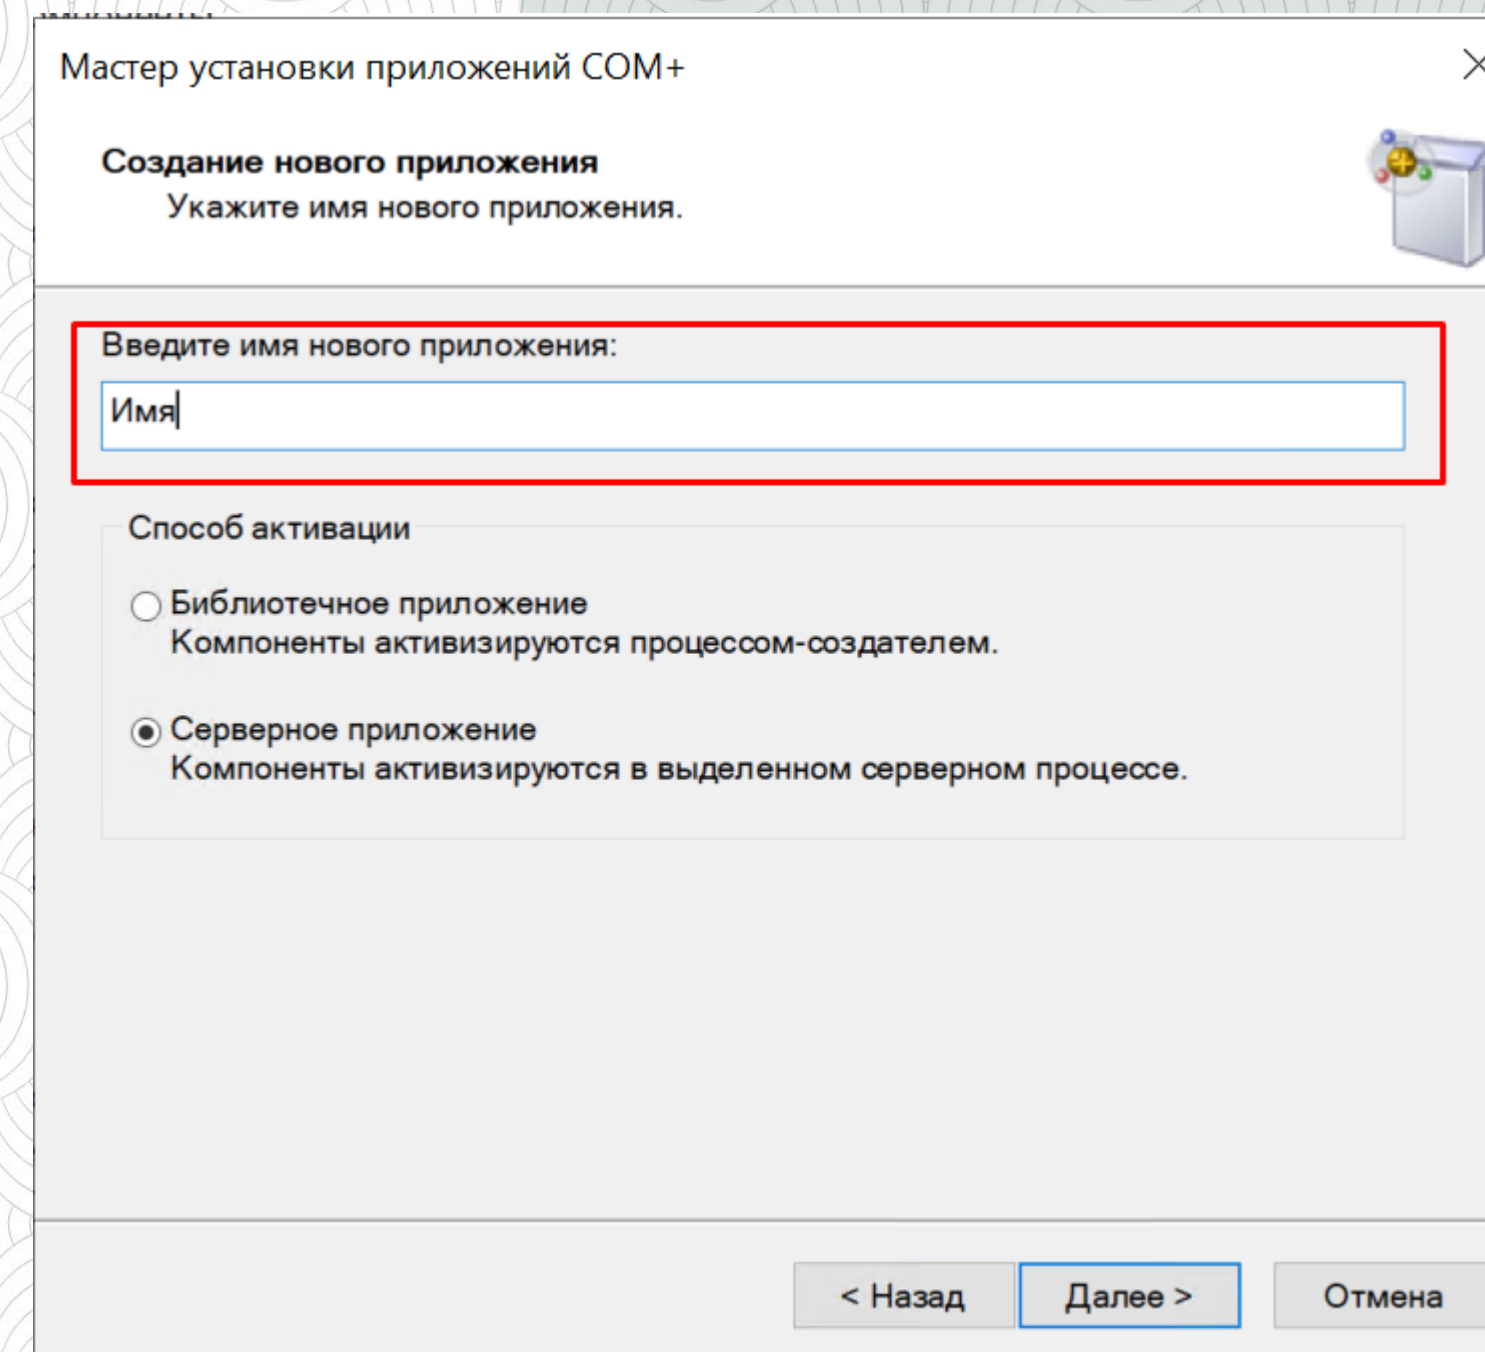 Мастер установки приложений COM+
Создание нового приложения
Укажите имя нового приложения.
Введите имя нового приложения:
Имя
Способ активации
Библиотечное приложение
Компоненты активизируются процессом-создателем.
Серверное приложение
Компоненты активизируются в выделенном серверном процессе.
< Назад
Далее >
Отмена